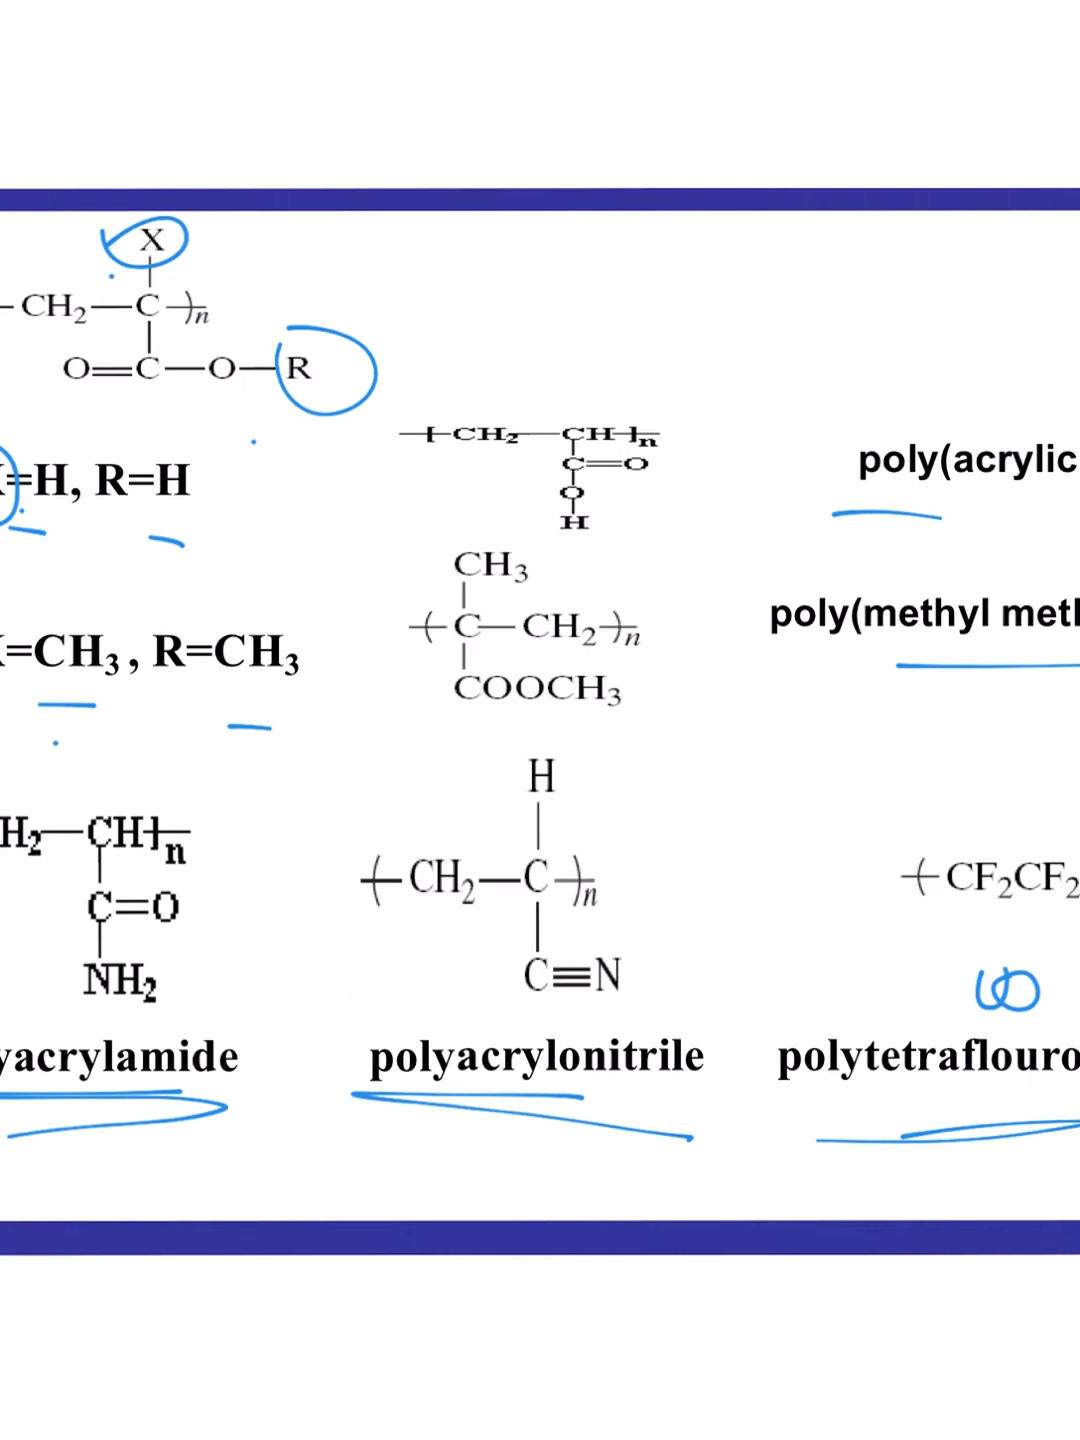 X
CH₂—C )n
O=C—O—R
=H, R=H
[CH₂—CH]n
C=O
O
H
poly(acrylic
CH₃
(C—CH₂)n
COOCH₃
=CH₃ , R=CH₃
poly(methyl meth
H₂—CH]n
C=O
NH₂
H
(CH₂—C)n
C≡N
(CF₂CF₂
yacrylamide
polyacrylonitrile
polytetraflouro